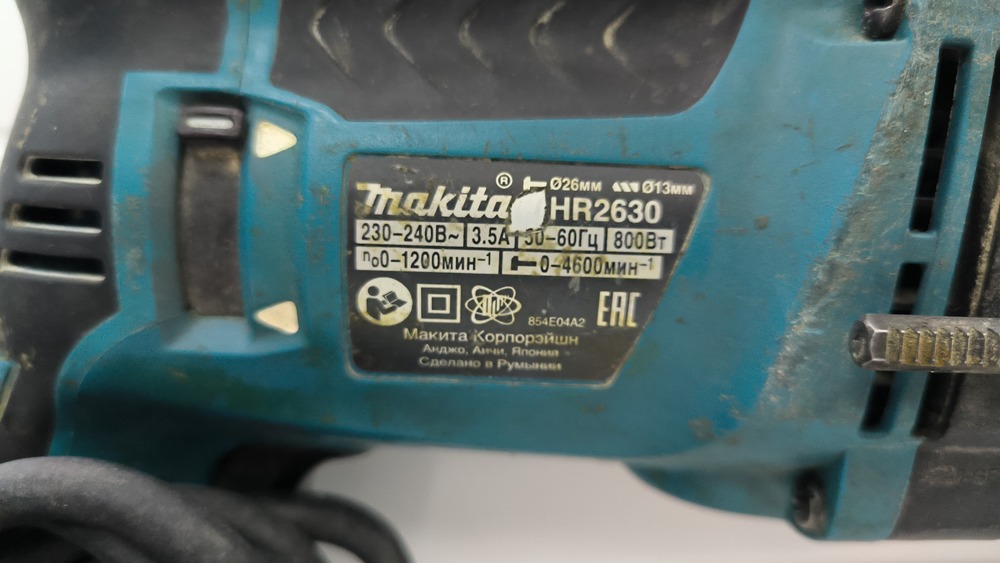 makita® Ø26мм Ø13мм
HR2630
230-240В~ 3.5А 50-60Гц 800Вт
n₀0-1200мин⁻¹ 0-4600мин⁻¹
854E04A2
EAC
Макита Корпорэйшн
Анджо, Аичи, Япония
Сделано в Румынии